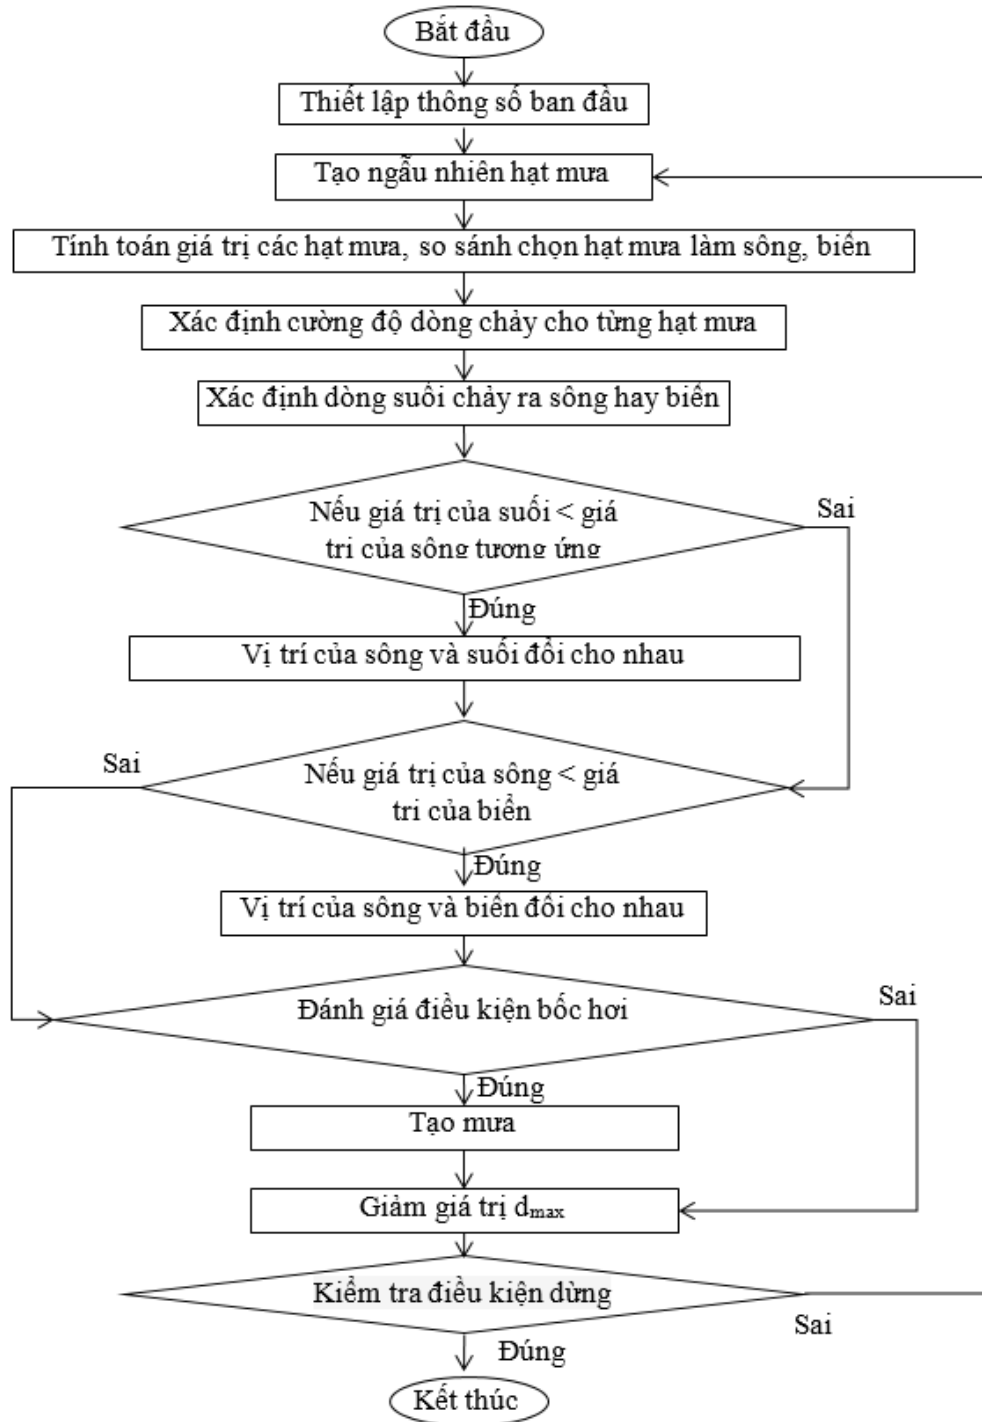 Bắt đầu
Thiết lập thông số ban đầu
Tạo ngẫu nhiên hạt mưa
Tính toán giá trị các hạt mưa, so sánh chọn hạt mưa làm sông, biển
Xác định cường độ dòng chảy cho từng hạt mưa
Xác định dòng suối chảy ra sông hay biển
Nếu giá trị của suối < giá
trị của sông tương ứng
Sai
Đúng
Vị trí của sông và suối đổi cho nhau
Sai
Nếu giá trị của sông < giá
trị của biển
Đúng
Vị trí của sông và biển đổi cho nhau
Đánh giá điều kiện bốc hơi
Sai
Đúng
Tạo mưa
Giảm giá trị dmax
Kiểm tra điều kiện dừng
Sai
Đúng
Kết thúc